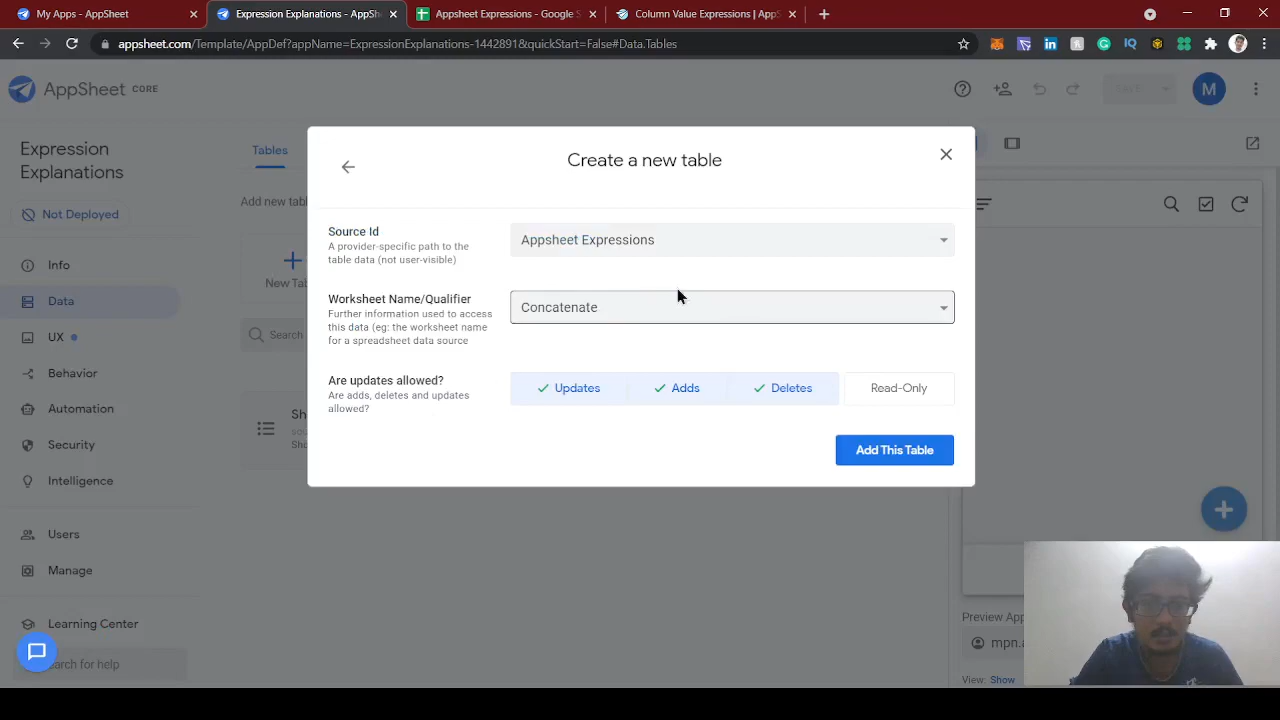 My Apps - AppSheet
Expression Explanations - AppSh
Appsheet Expressions - Google S
Column Value Expressions | App
appsheet.com/Template/AppDef?appName=ExpressionExplanations-1442891&quickStart=False#Data.Tables
AppSheet CORE
M
Expression
Explanations
Not Deployed
Info
Data
UX
Behavior
Automation
Security
Intelligence
Users
Manage
Learning Center
earch for help
Tables
Add new tabl
New Tab
Search
Sh
sou
Sho
Create a new table
Source Id
A provider-specific path to the
table data (not user-visible)
Appsheet Expressions
Worksheet Name/Qualifier
Further information used to access
this data (eg: the worksheet name
for a spreadsheet data source
Concatenate
Are updates allowed?
Are adds, deletes and updates
allowed?
Updates
Adds
Deletes
Read-Only
Add This Table
Preview App
mpn.a
View: Show